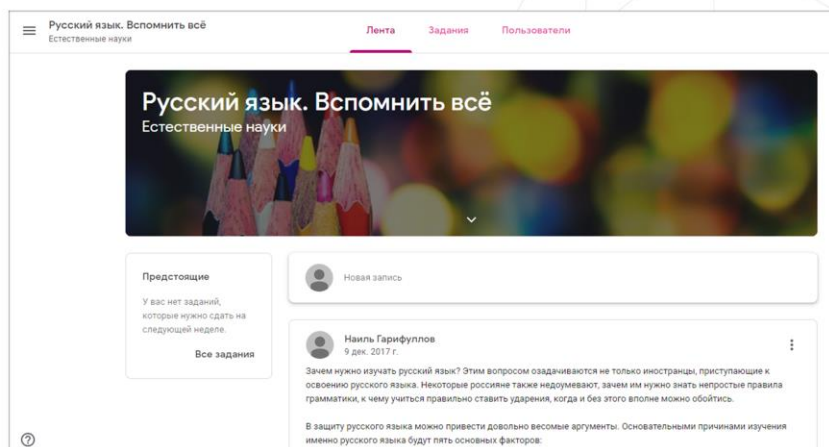 Русский язык. Вспомнить всё
Естественные науки
Лента
Задания
Пользователи
Русский язык. Вспомнить всё
Естественные науки
Предстоящие
У вас нет заданий,
которые нужно сдать на
следующей неделе.
Все задания
Новая запись
Наиль Гарифуллов
9 дек. 2017 г.
Зачем нужно изучать русский язык? Этим вопросом озадачиваются не только иностранцы, приступающие к
освоению русского языка. Некоторые россияне также недоумевают, зачем им нужно знать непростые правила
грамматики, к чему учиться правильно ставить ударения, когда и без этого вполне можно обойтись.
В защиту русского языка можно привести довольно весомые аргументы. Основательными причинами изучения
именно русского языка будут пять основных факторов: